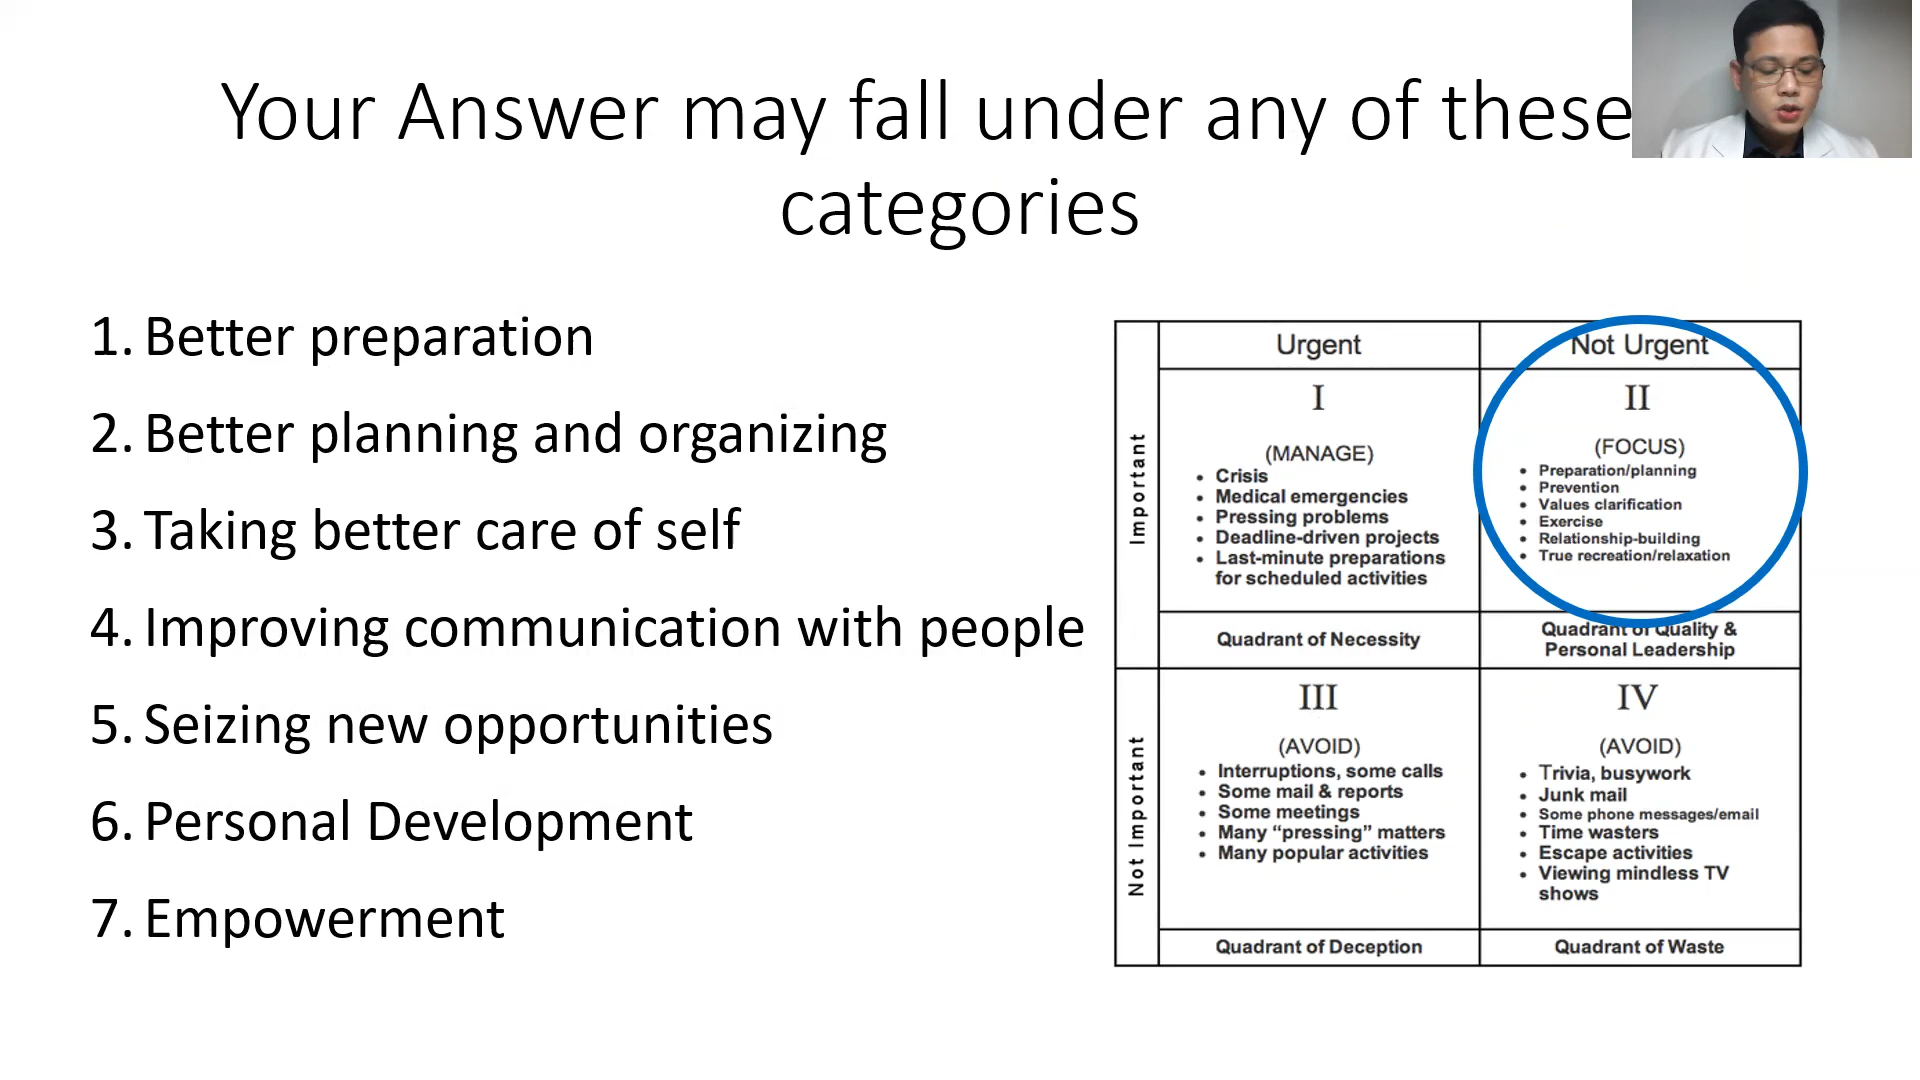 Your Answer may fall under any of these
categories
1. Better preparation
2. Better planning and organizing
3. Taking better care of self
4. Improving communication with people
5. Seizing new opportunities
6. Personal Development
7. Empowerment
Urgent
Not Urgent
Important
I
(MANAGE)
• Crisis
• Medical emergencies
• Pressing problems
• Deadline-driven projects
• Last-minute preparations
for scheduled activities
Quadrant of Necessity
II
(FOCUS)
• Preparation/planning
• Prevention
• Values clarification
• Exercise
• Relationship-building
• True recreation/relaxation
Quadrant of Quality &
Personal Leadership
Not Important
III
(AVOID)
• Interruptions, some calls
• Some mail & reports
• Some meetings
• Many “pressing” matters
• Many popular activities
Quadrant of Deception
IV
(AVOID)
• Trivia, busywork
• Junk mail
• Some phone messages/email
• Time wasters
• Escape activities
• Viewing mindless TV
shows
Quadrant of Waste